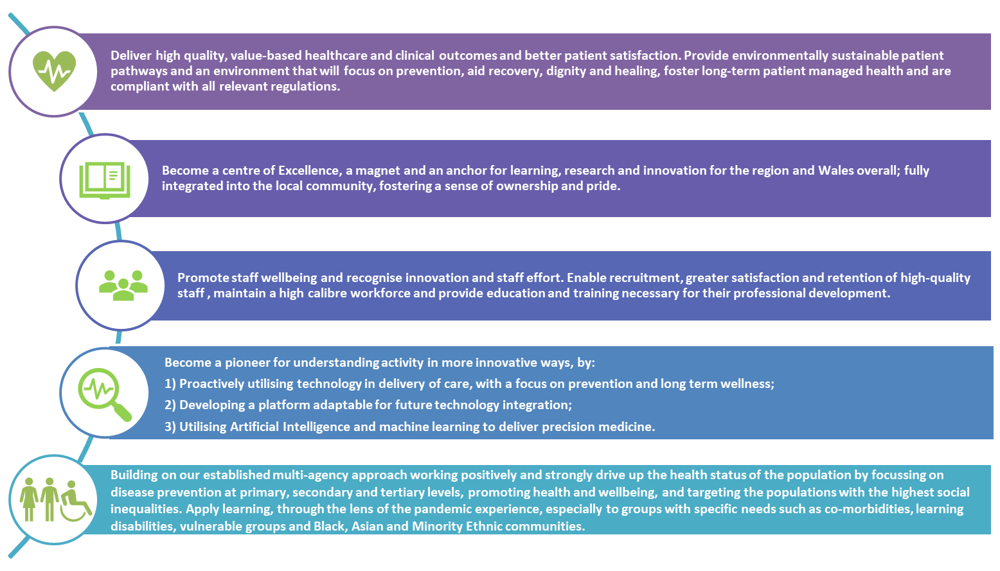 Deliver high quality, value-based healthcare and clinical outcomes and better patient satisfaction. Provide environmentally sustainable patient
pathways and an environment that will focus on prevention, aid recovery, dignity and healing, foster long-term patient managed health and are
compliant with all relevant regulations.
Become a centre of Excellence, a magnet and an anchor for learning, research and innovation for the region and Wales overall; fully
integrated into the local community, fostering a sense of ownership and pride.
Promote staff wellbeing and recognise innovation and staff effort. Enable recruitment, greater satisfaction and retention of high-quality
staff , maintain a high calibre workforce and provide education and training necessary for their professional development.
Become a pioneer for understanding activity in more innovative ways, by:
1) Proactively utilising technology in delivery of care, with a focus on prevention and long term wellness;
2) Developing a platform adaptable for future technology integration;
3) Utilising Artificial Intelligence and machine learning to deliver precision medicine.
Building on our established multi-agency approach working positively and strongly drive up the health status of the population by focussing on
disease prevention at primary, secondary and tertiary levels, promoting health and wellbeing, and targeting the populations with the highest social
inequalities. Apply learning, through the lens of the pandemic experience, especially to groups with specific needs such as co-morbidities, learning
disabilities, vulnerable groups and Black, Asian and Minority Ethnic communities.